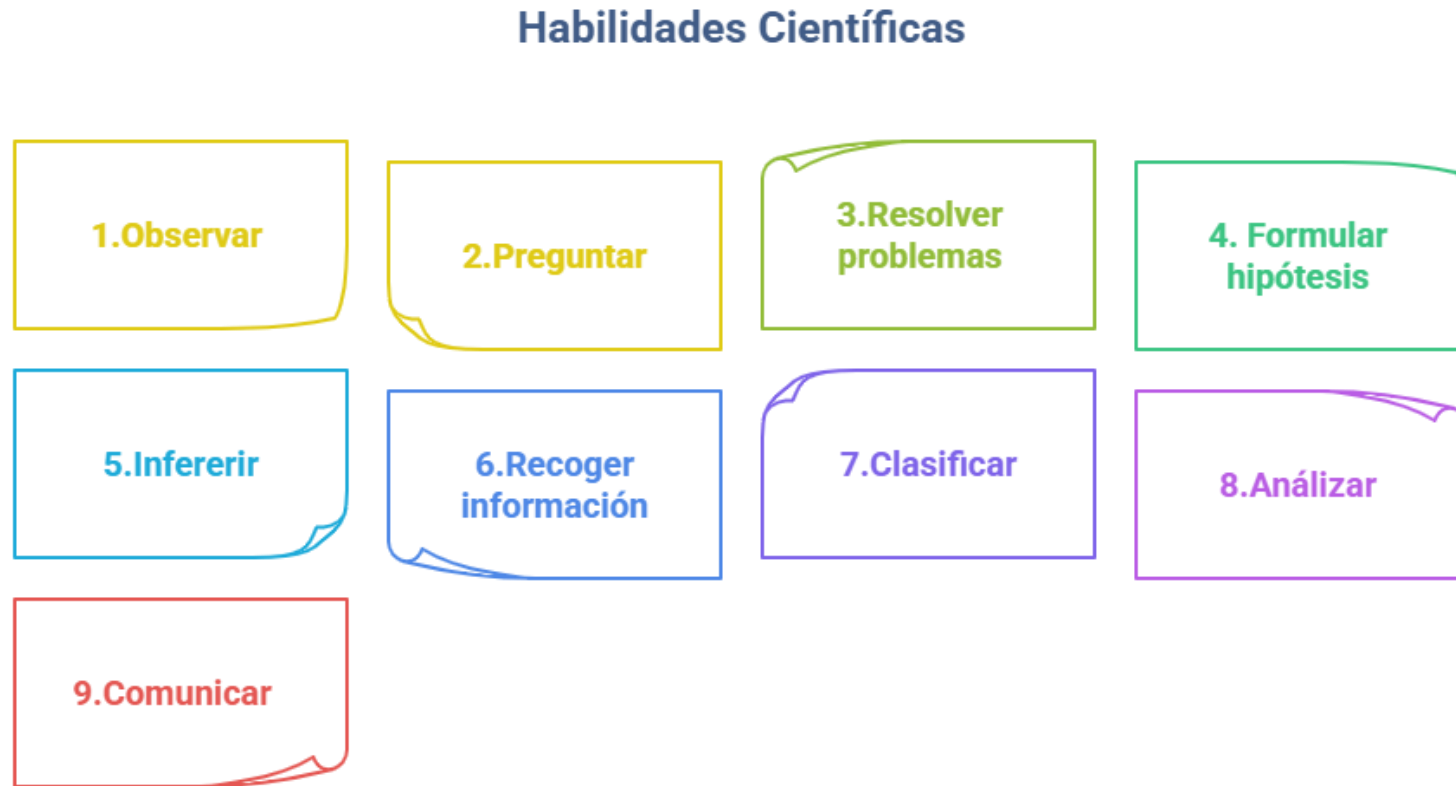 Habilidades Científicas
1.Observar
2.Preguntar
3.Resolver
problemas
4. Formular
hipótesis
5.Infererir
6.Recoger
información
7.Clasificar
8.Análizar
9.Comunicar